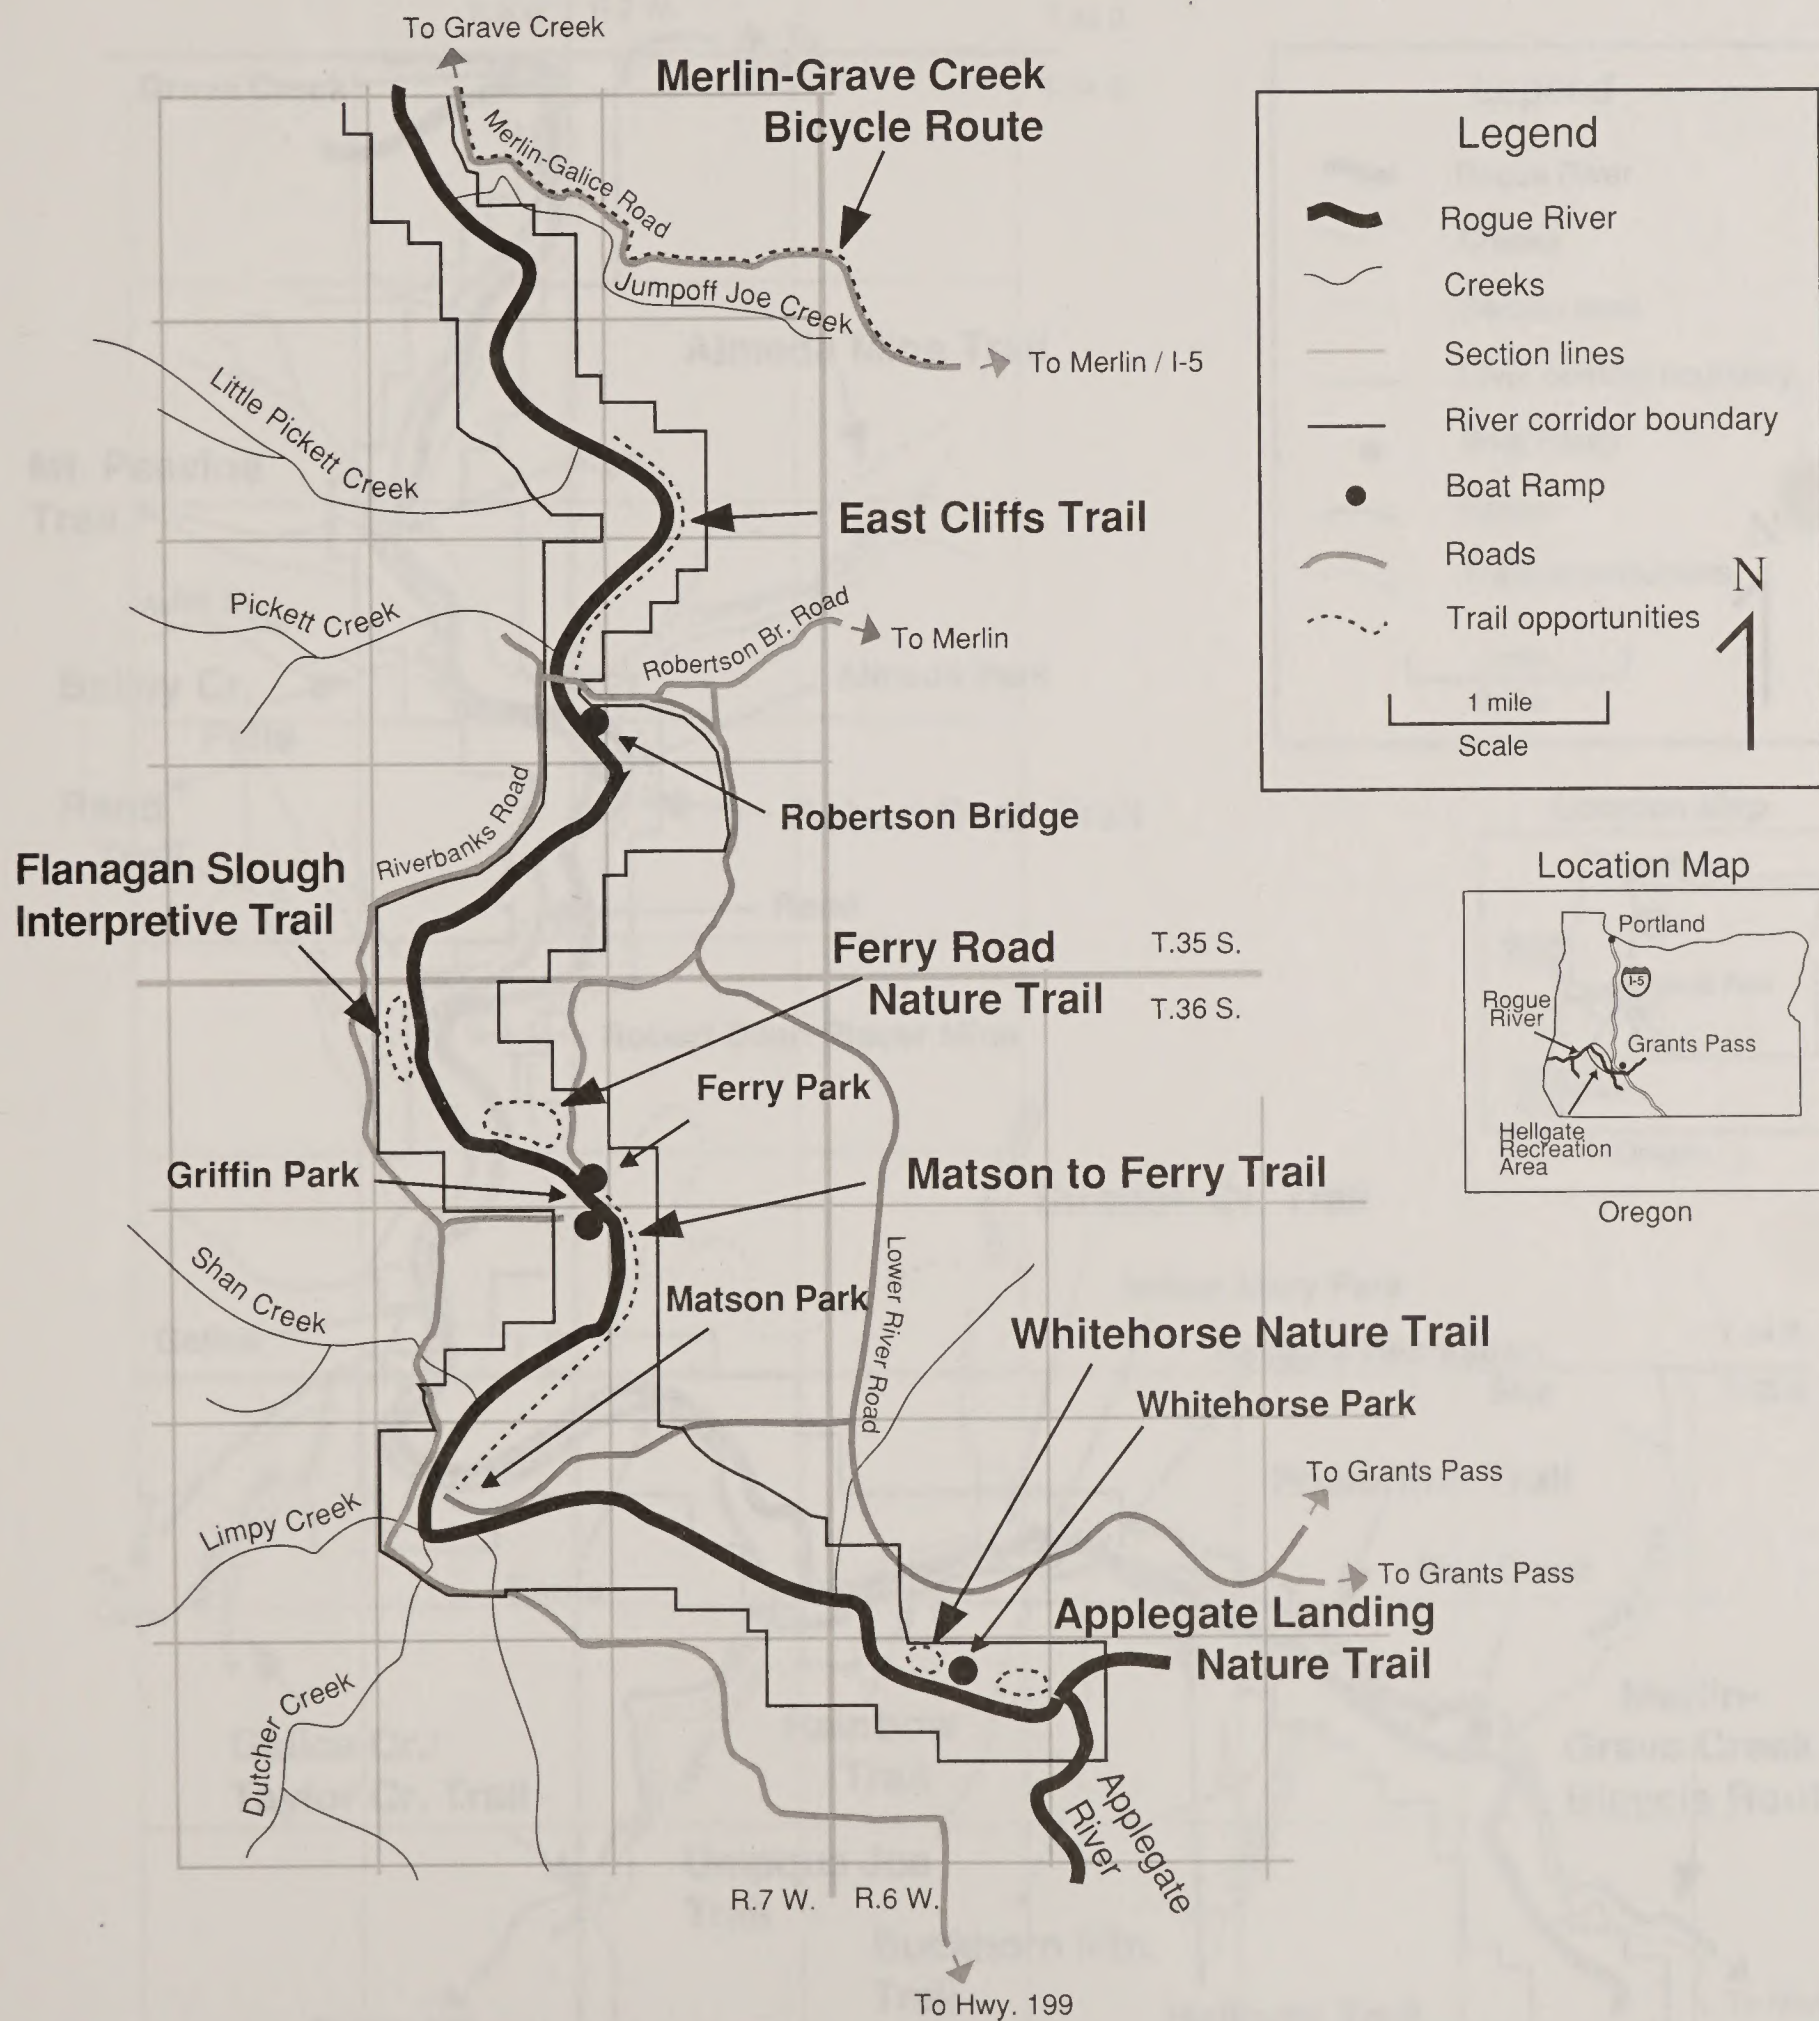 To Grave Creek
Merlin-Grave Creek
Bicycle Route
Merlin-Galice Road
Jumpoff Joe Creek
To Merlin / I-5
Little Pickett Creek
East Cliffs Trail
Pickett Creek
Robertson Br. Road
To Merlin
Riverbanks Road
Robertson Bridge
Flanagan Slough
Interpretive Trail
Ferry Road
Nature Trail
T.35 S.
T.36 S.
Ferry Park
Griffin Park
Matson to Ferry Trail
Shan Creek
Matson Park
Lower River Road
Whitehorse Nature Trail
Whitehorse Park
To Grants Pass
Limpy Creek
To Grants Pass
Applegate Landing
Nature Trail
Dutcher Creek
Applegate
River
R.7 W.
R.6 W.
To Hwy. 199
Legend
Rogue River
Creeks
Section lines
River corridor boundary
Boat Ramp
Roads
Trail opportunities
N
1 mile
Scale
Location Map
Portland
I-5
Rogue
River
Grants Pass
Hellgate
Recreation
Area
Oregon